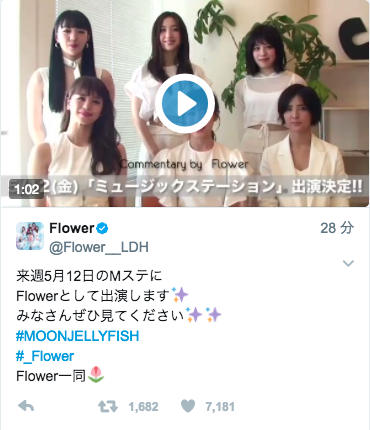 Commentary by Flower
2(金)「ミュージックステーション」出演決定!!
1:02
Flower
28 分
@Flower__LDH
来週5月12日のMステに
Flowerとして出演します✨
みなさんぜひ見てください✨✨
#MOONJELLYFISH
#_Flower
Flower一同🌷
1,682
7,181